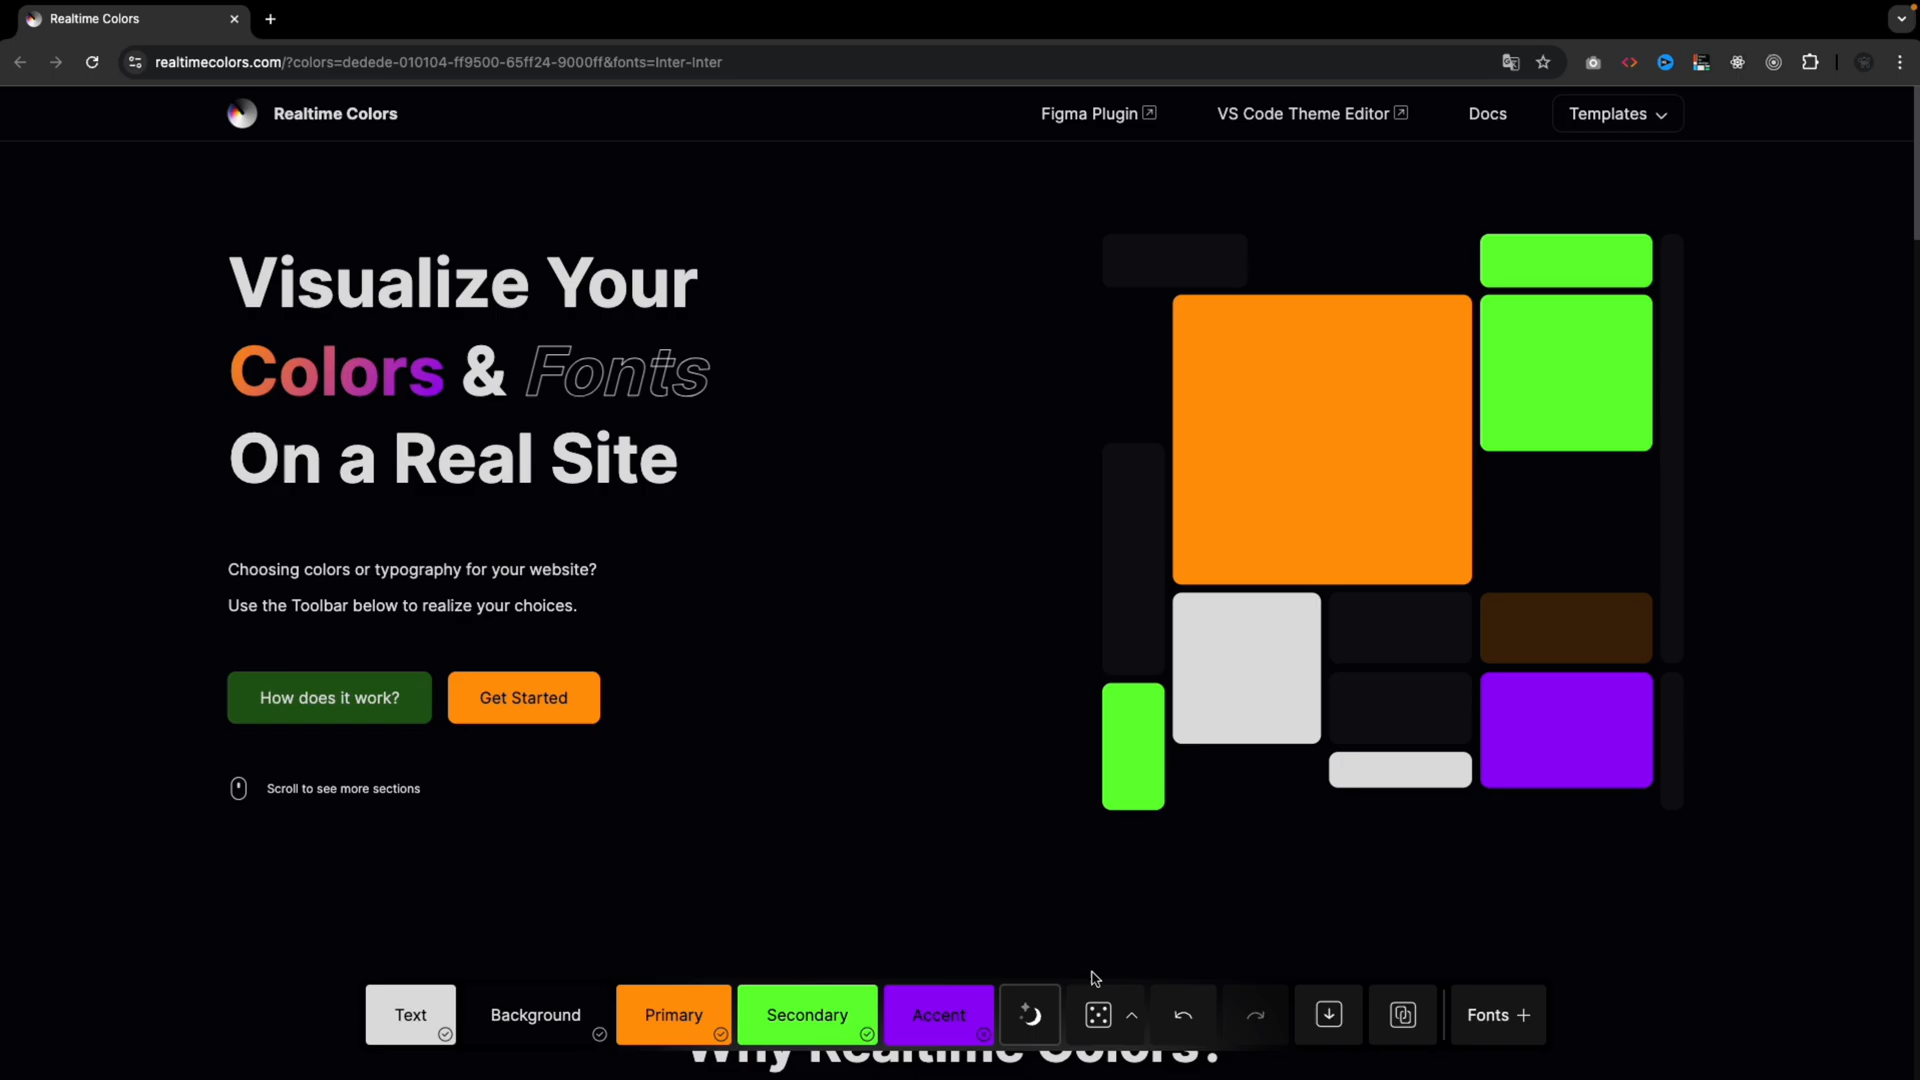 Realtime Colors
realtimecolors.com/?colors=dedede-010104-ff9500-65ff24-9000ff&fonts=Inter-Inter
Realtime Colors
Figma Plugin
VS Code Theme Editor
Docs
Templates
Visualize Your
Colors & Fonts
On a Real Site
Choosing colors or typography for your website?
Use the Toolbar below to realize your choices.
How does it work?
Get Started
Scroll to see more sections
Text
Background
Primary
Secondary
Accent
Fonts
Why Realtime Colors?